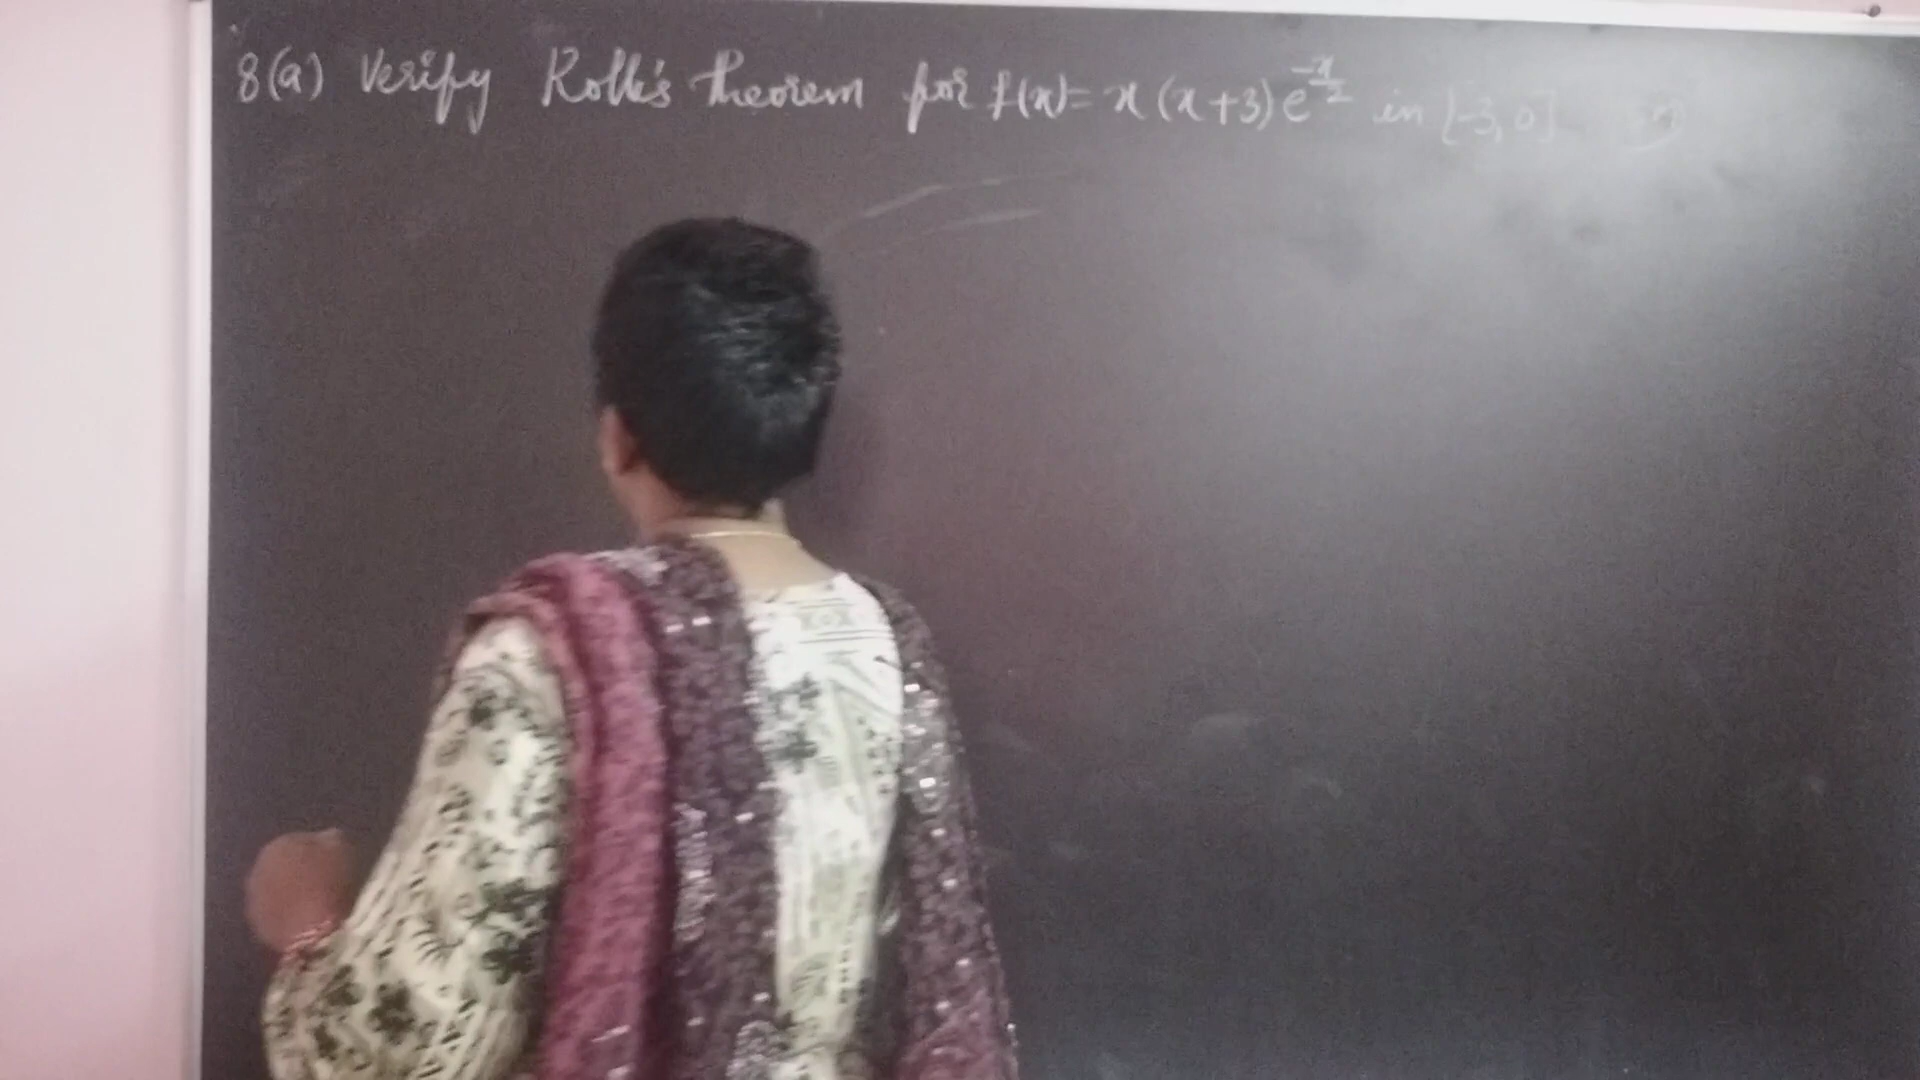 8(a) Verify Rolle's theorem for f(x) = x (x+3) e^{-x/2} in [-3, 0]